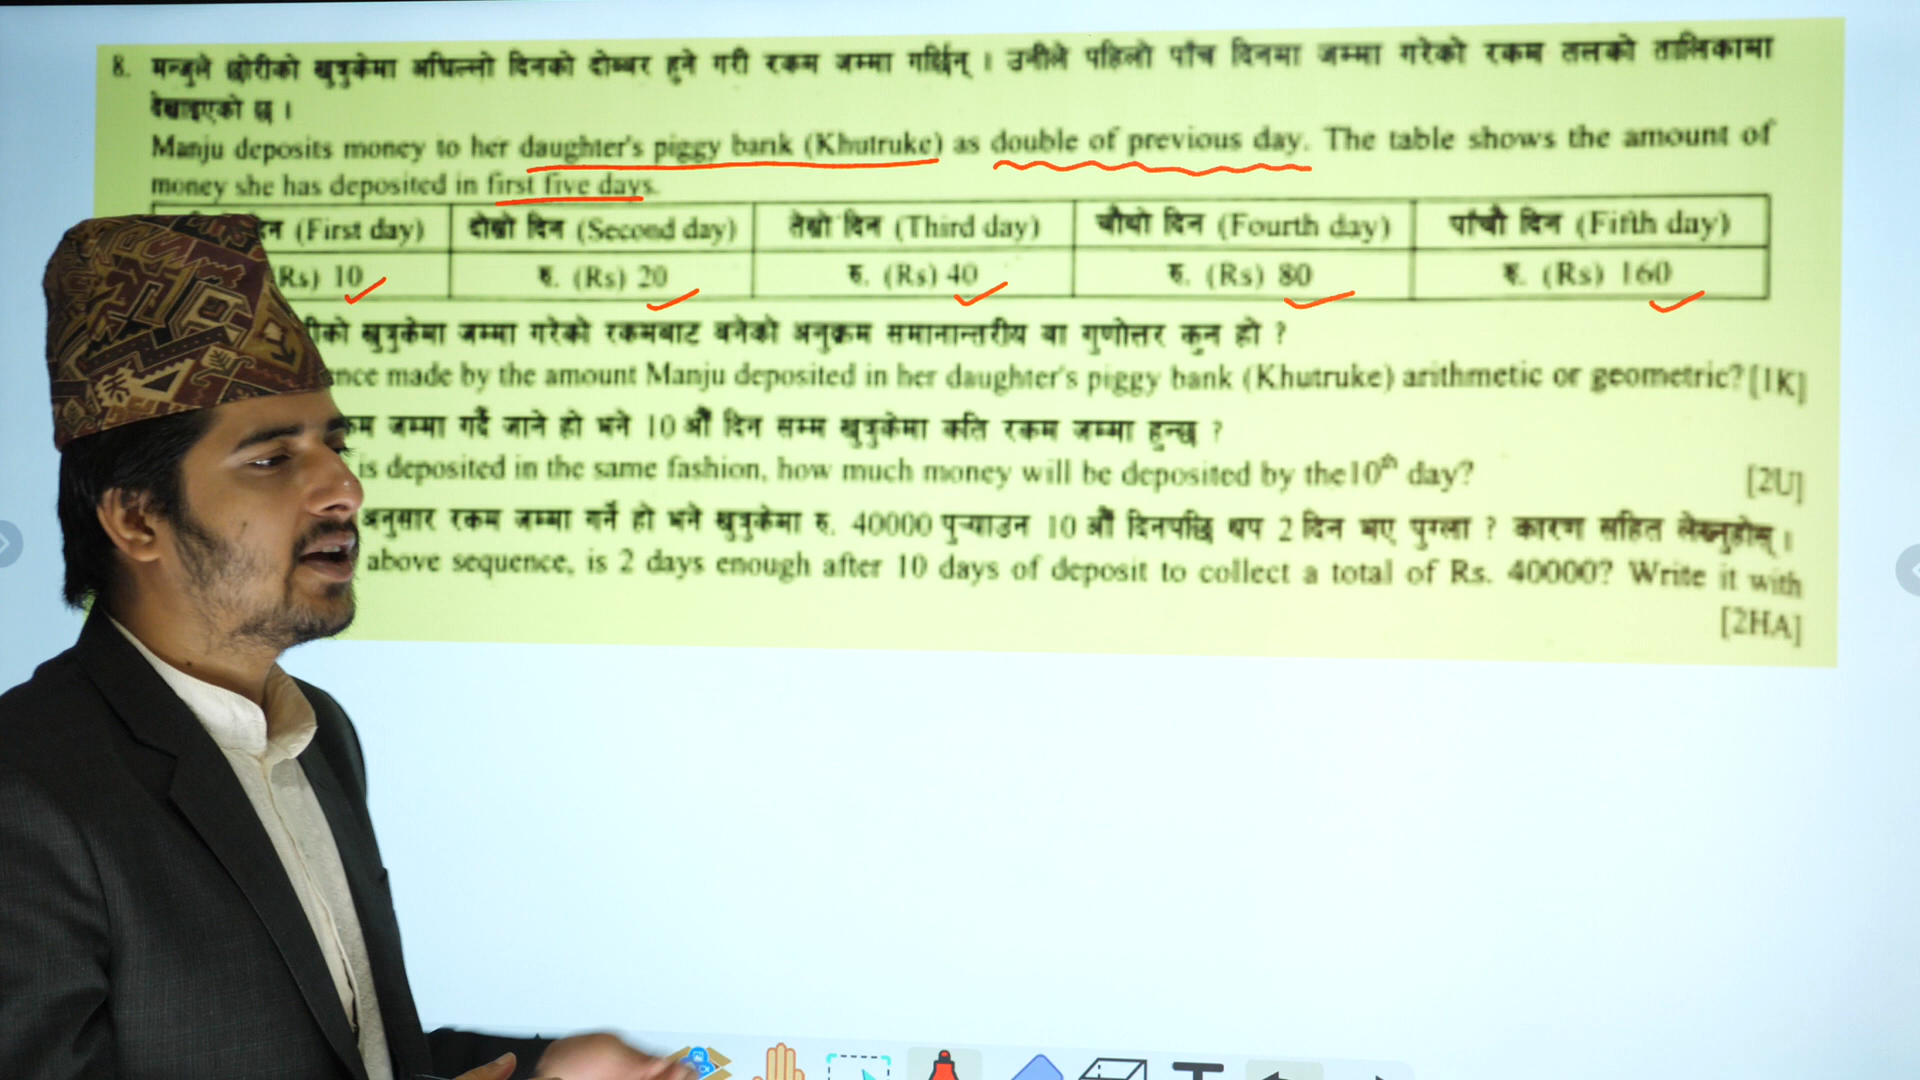 8. मन्जुले छोरीको खुत्रुकेमा अघिल्लो दिनको दोब्बर हुने गरी रकम जम्मा गर्छिन् । उनीले पहिलो पाँच दिनमा जम्मा गरेको रकम तलको तालिकामा
देखाइएको छ ।
Manju deposits money to her daughter's piggy bank (Khutruke) as double of previous day. The table shows the amount of
money she has deposited in first five days.
(First day) दोस्रो दिन (Second day) तेस्रो दिन (Third day) चौथो दिन (Fourth day) पाँचौ दिन (Fifth day)
Rs) 10 रु. (Rs) 20 रु. (Rs) 40 रु. (Rs) 80 रु. (Rs) 160
खुत्रुकेमा जम्मा गरेको रकमबाट बनेको अनुक्रम समानान्तरीय वा गुणोत्तर कुन हो ?
made by the amount Manju deposited in her daughter's piggy bank (Khutruke) arithmetic or geometric? [1K]
जम्मा गर्दै जाने हो भने 10 औं दिन सम्म खुत्रुकेमा कति रकम जम्मा हुन्छ ?
is deposited in the same fashion, how much money will be deposited by the 10th day? [2U]
अनुसार रकम जम्मा गर्ने हो भने खुत्रुकेमा रु. 40000 पुऱ्याउन 10 औं दिनपछि थप 2 दिन भए पुग्ला ? कारण सहित लेख्नुहोस् ।
above sequence, is 2 days enough after 10 days of deposit to collect a total of Rs. 40000? Write it with
[2HA]